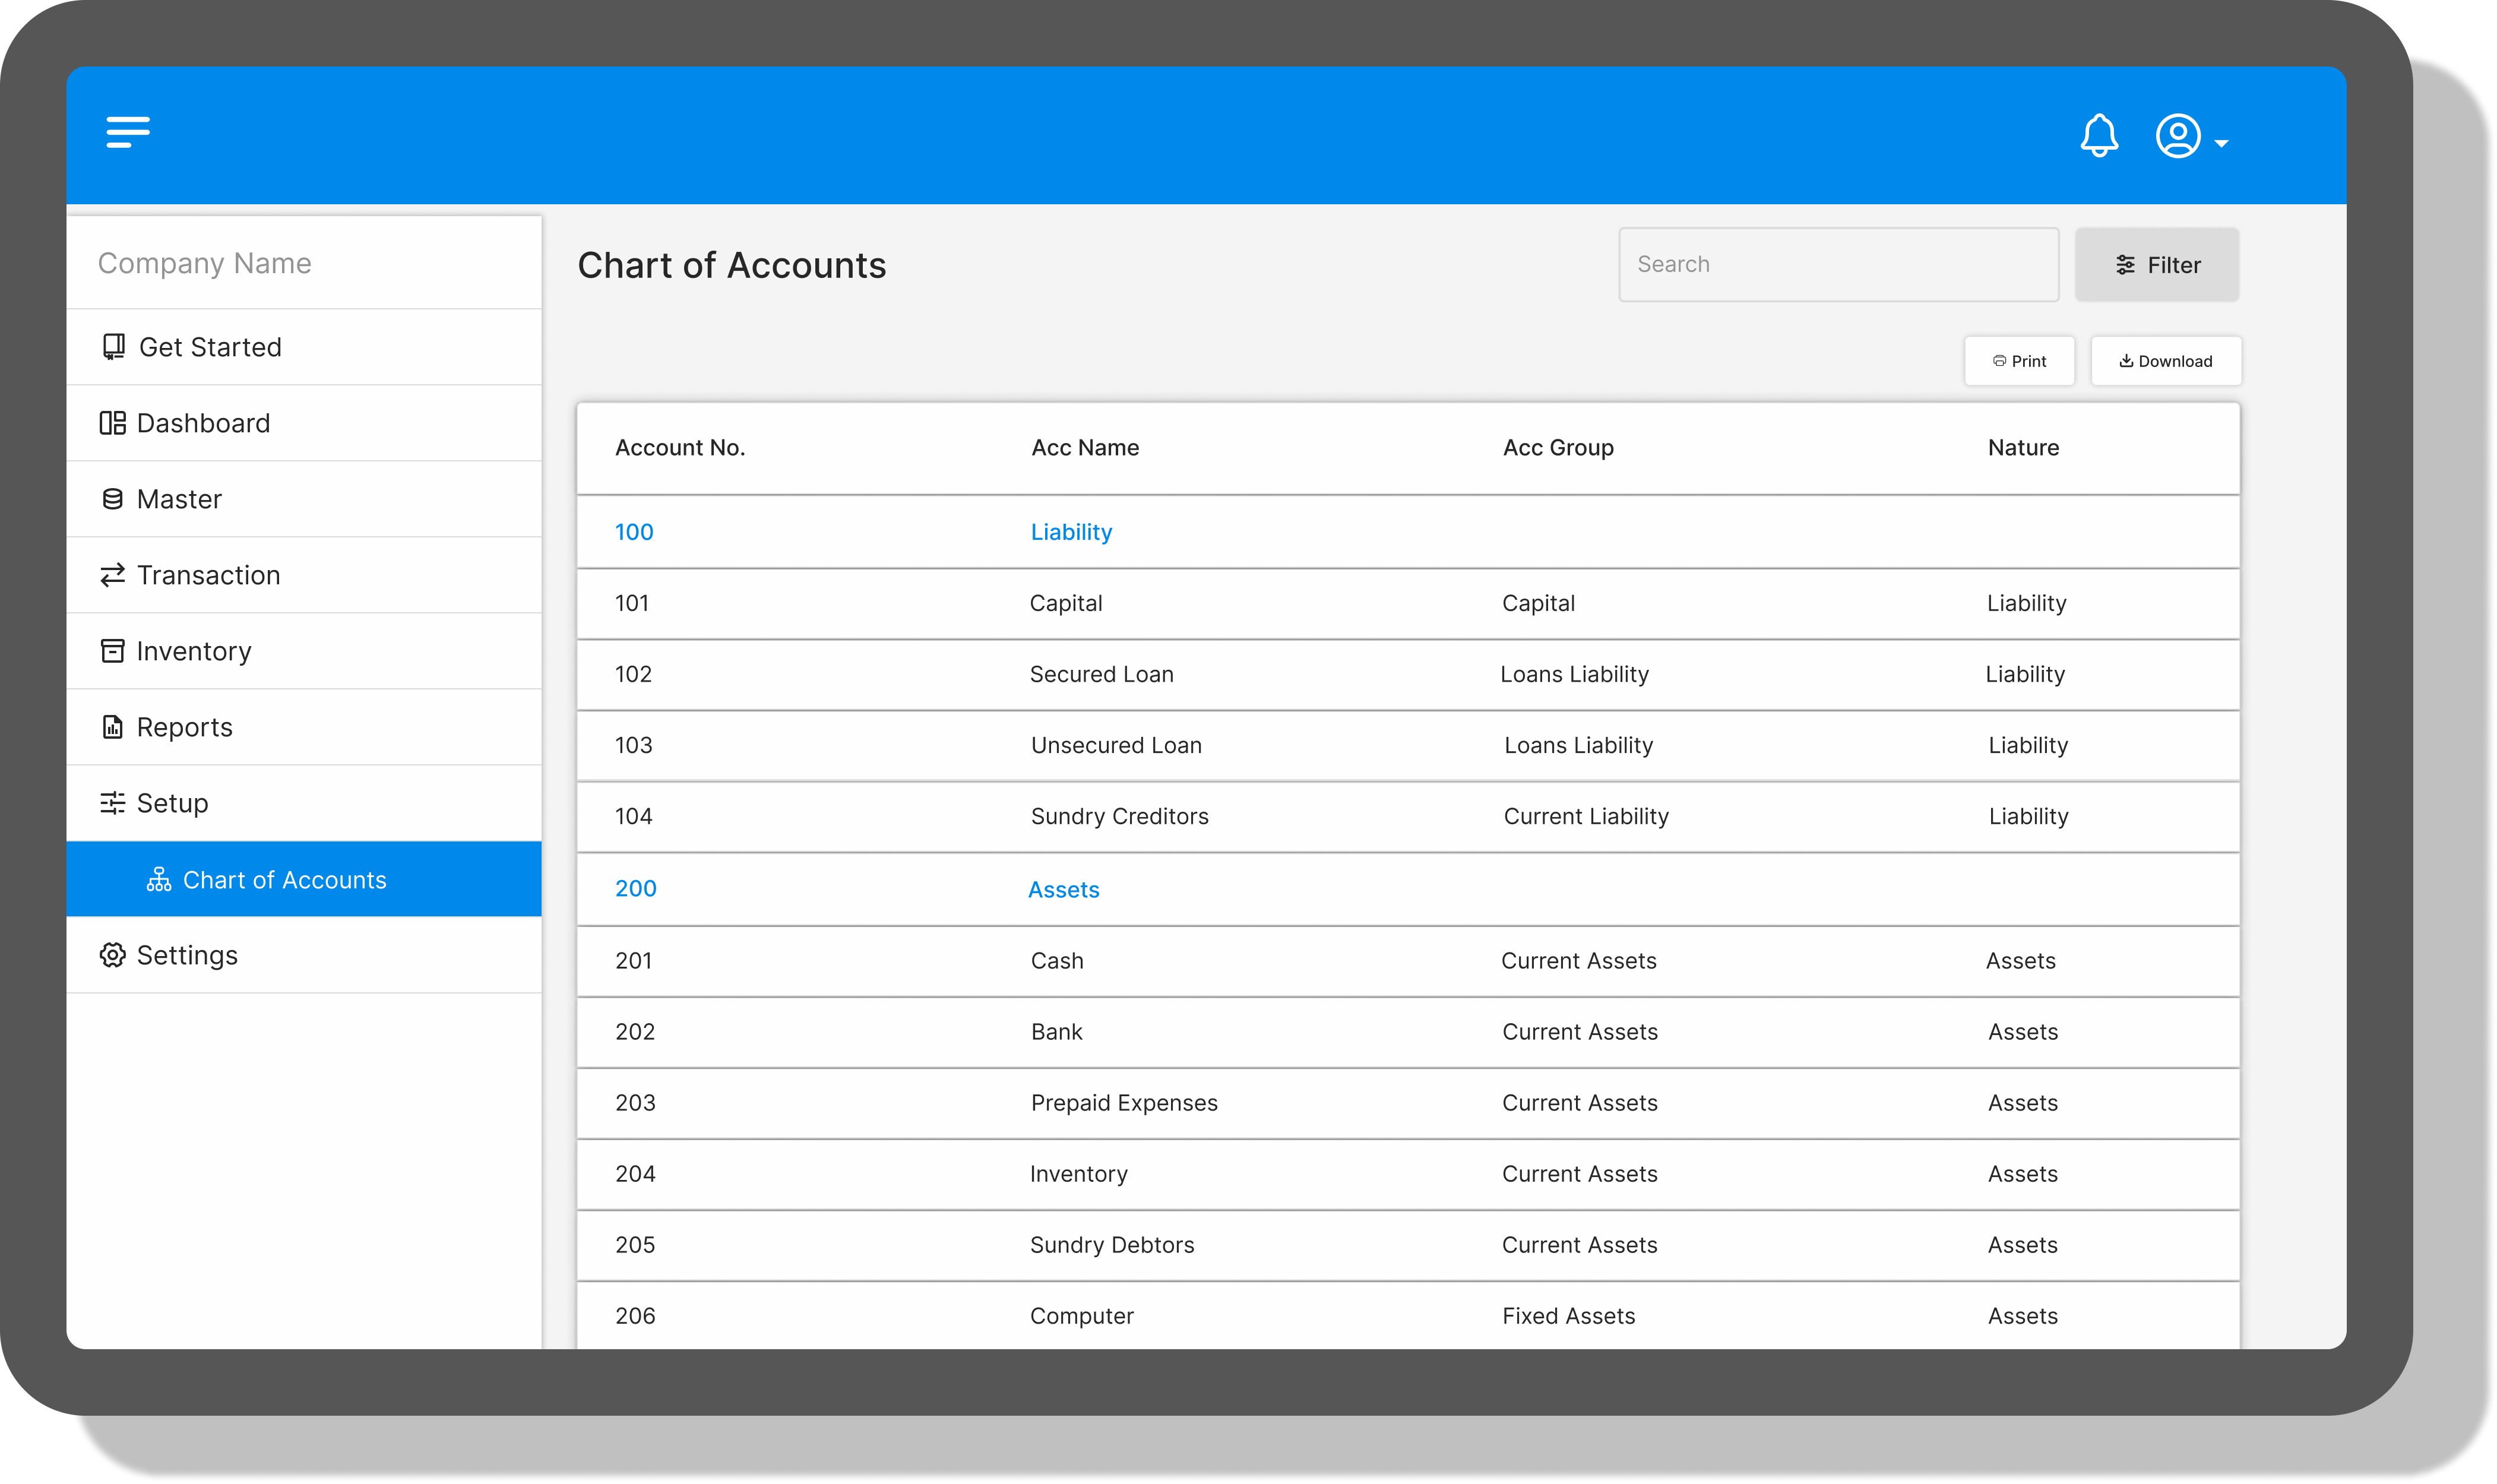 Company Name
Get Started
Dashboard
Master
Transaction
Inventory
Reports
Setup
Chart of Accounts
Settings
Chart of Accounts
Search
Filter
Print
Download
Account No. Acc Name Acc Group Nature
100 Liability
101 Capital Capital Liability
102 Secured Loan Loans Liability Liability
103 Unsecured Loan Loans Liability Liability
104 Sundry Creditors Current Liability Liability
200 Assets
201 Cash Current Assets Assets
202 Bank Current Assets Assets
203 Prepaid Expenses Current Assets Assets
204 Inventory Current Assets Assets
205 Sundry Debtors Current Assets Assets
206 Computer Fixed Assets Assets